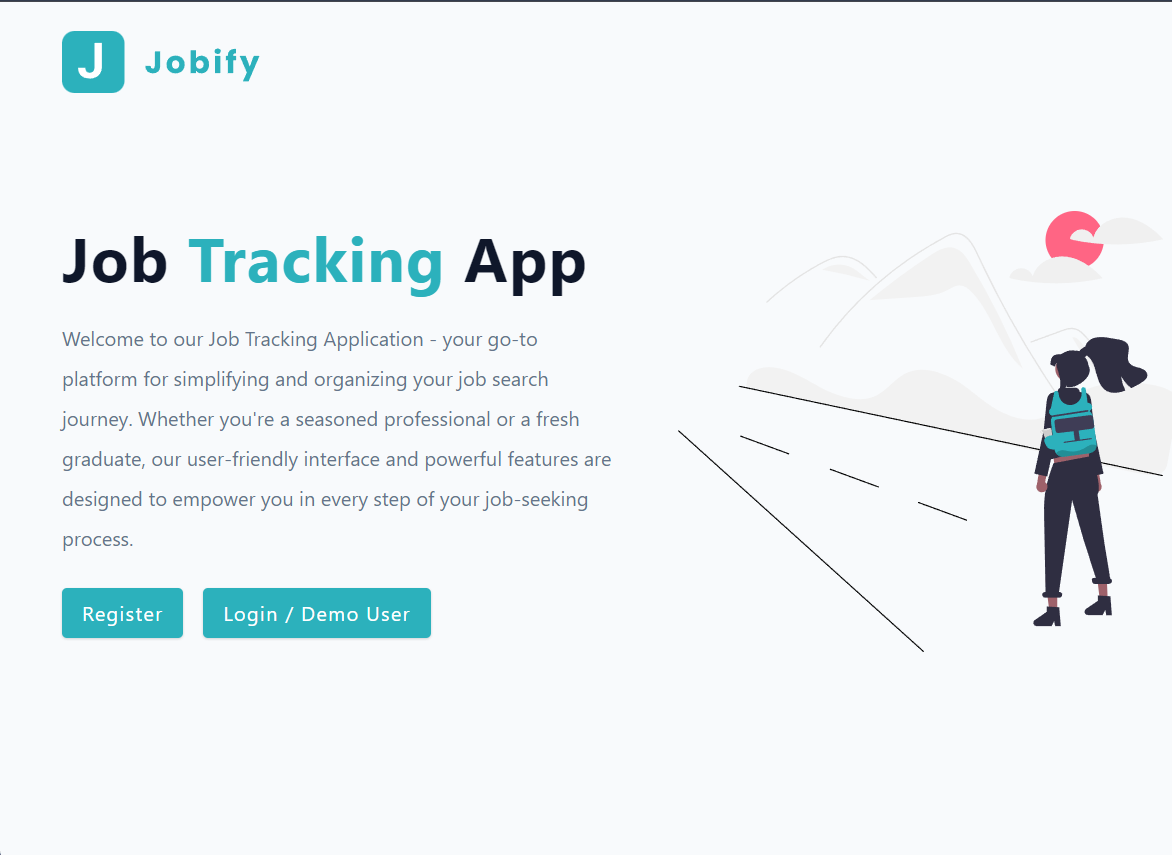 J Jobify
Job Tracking App
Welcome to our Job Tracking Application - your go-to
platform for simplifying and organizing your job search
journey. Whether you're a seasoned professional or a fresh
graduate, our user-friendly interface and powerful features are
designed to empower you in every step of your job-seeking
process.
Register Login / Demo User